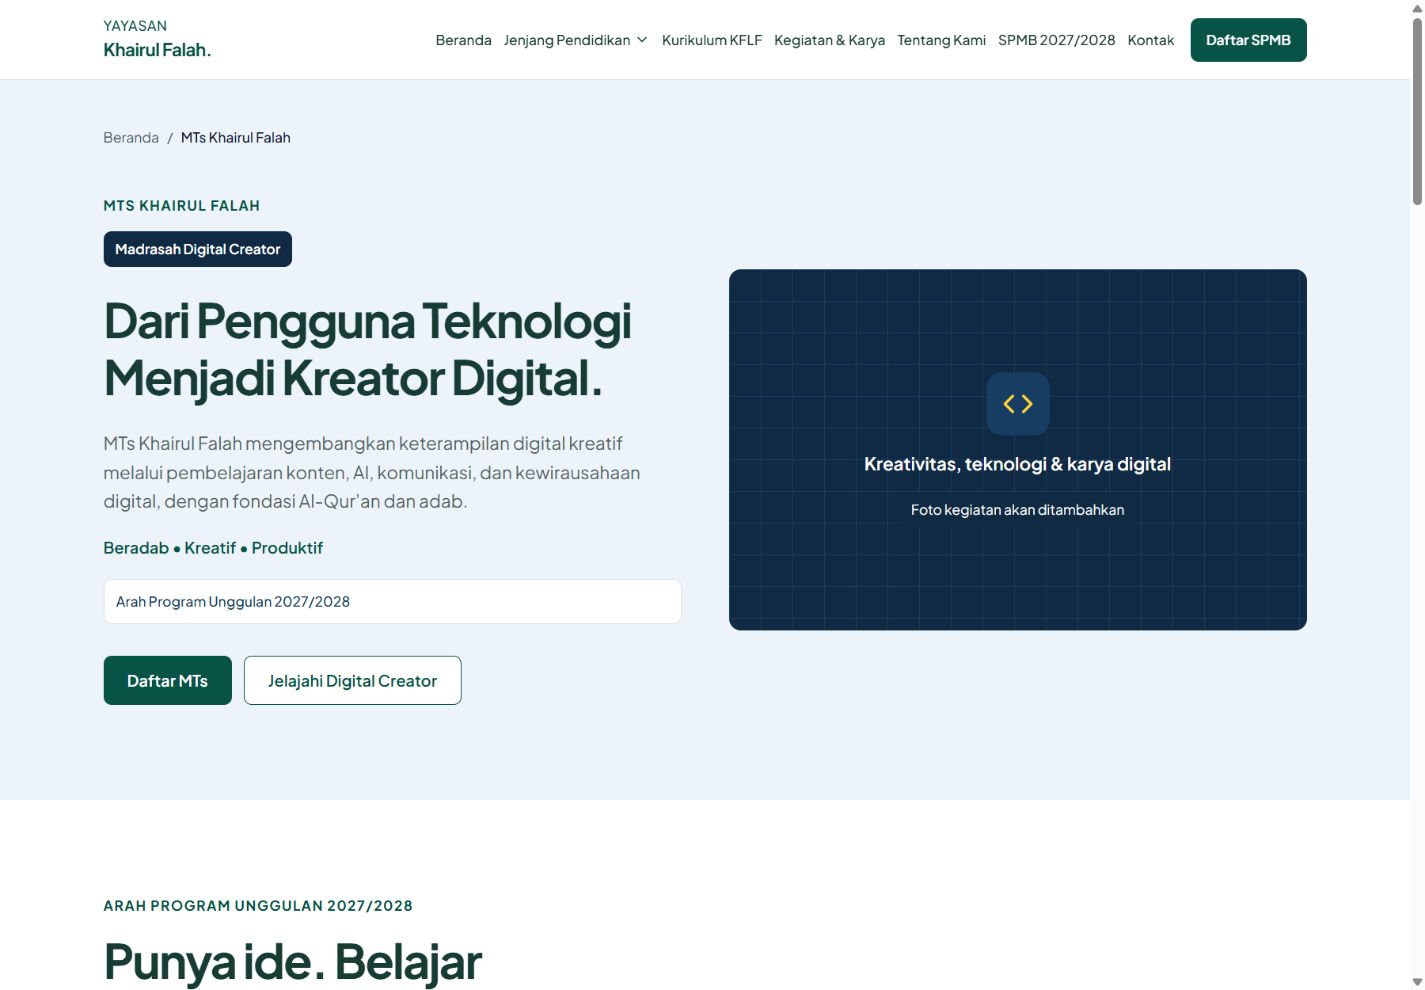 YAYASAN
Khairul Falah.
Beranda Jenjang Pendidikan Kurikulum KFLF Kegiatan & Karya Tentang Kami SPMB 2027/2028 Kontak Daftar SPMB
Beranda / MTs Khairul Falah
MTS KHAIRUL FALAH
Madrasah Digital Creator
Dari Pengguna Teknologi
Menjadi Kreator Digital.
MTs Khairul Falah mengembangkan keterampilan digital kreatif
melalui pembelajaran konten, AI, komunikasi, dan kewirausahaan
digital, dengan fondasi Al-Qur'an dan adab.
Beradab • Kreatif • Produktif
Arah Program Unggulan 2027/2028
Daftar MTs Jelajahi Digital Creator
Kreativitas, teknologi & karya digital
Foto kegiatan akan ditambahkan
ARAH PROGRAM UNGGULAN 2027/2028
Punya ide. Belajar